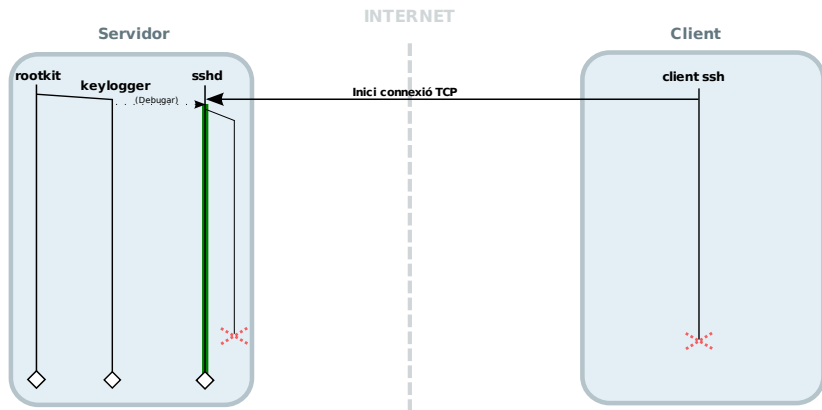 INTERNET
Servidor
Client
rootkit
keylogger
sshd
client ssh
(Debugar)
Inici connexió TCP